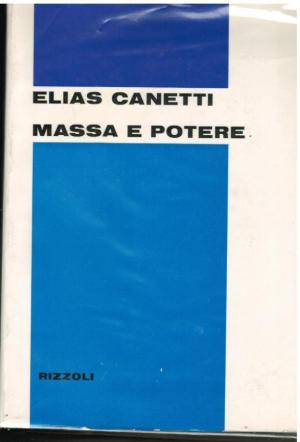 ELIAS CANETTI
MASSA E POTERE
RIZZOLI